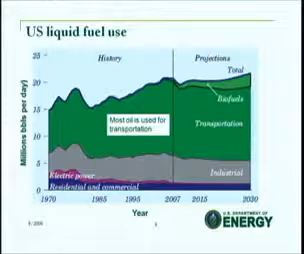 US liquid fuel use
25
History
Projections
Total
20
Biofuels
15
Most oil is used for
transportation
Transportation
10
5
Industrial
Electric power
Residential and commercial
0
Millions bbls per day)
1970
1985
1995
2007
2015
2030
Year
U.S. DEPARTMENT OF
ENERGY